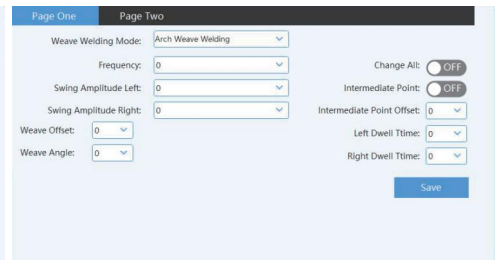 Page One Page Two
Weave Welding Mode: Arch Weave Welding
Frequency: 0 Change All: OFF
Swing Amplitude Left: 0 Intermediate Point: OFF
Swing Amplitude Right: 0 Intermediate Point Offset: 0
Weave Offset: 0 Left Dwell Ttime: 0
Weave Angle: 0 Right Dwell Ttime: 0
Save